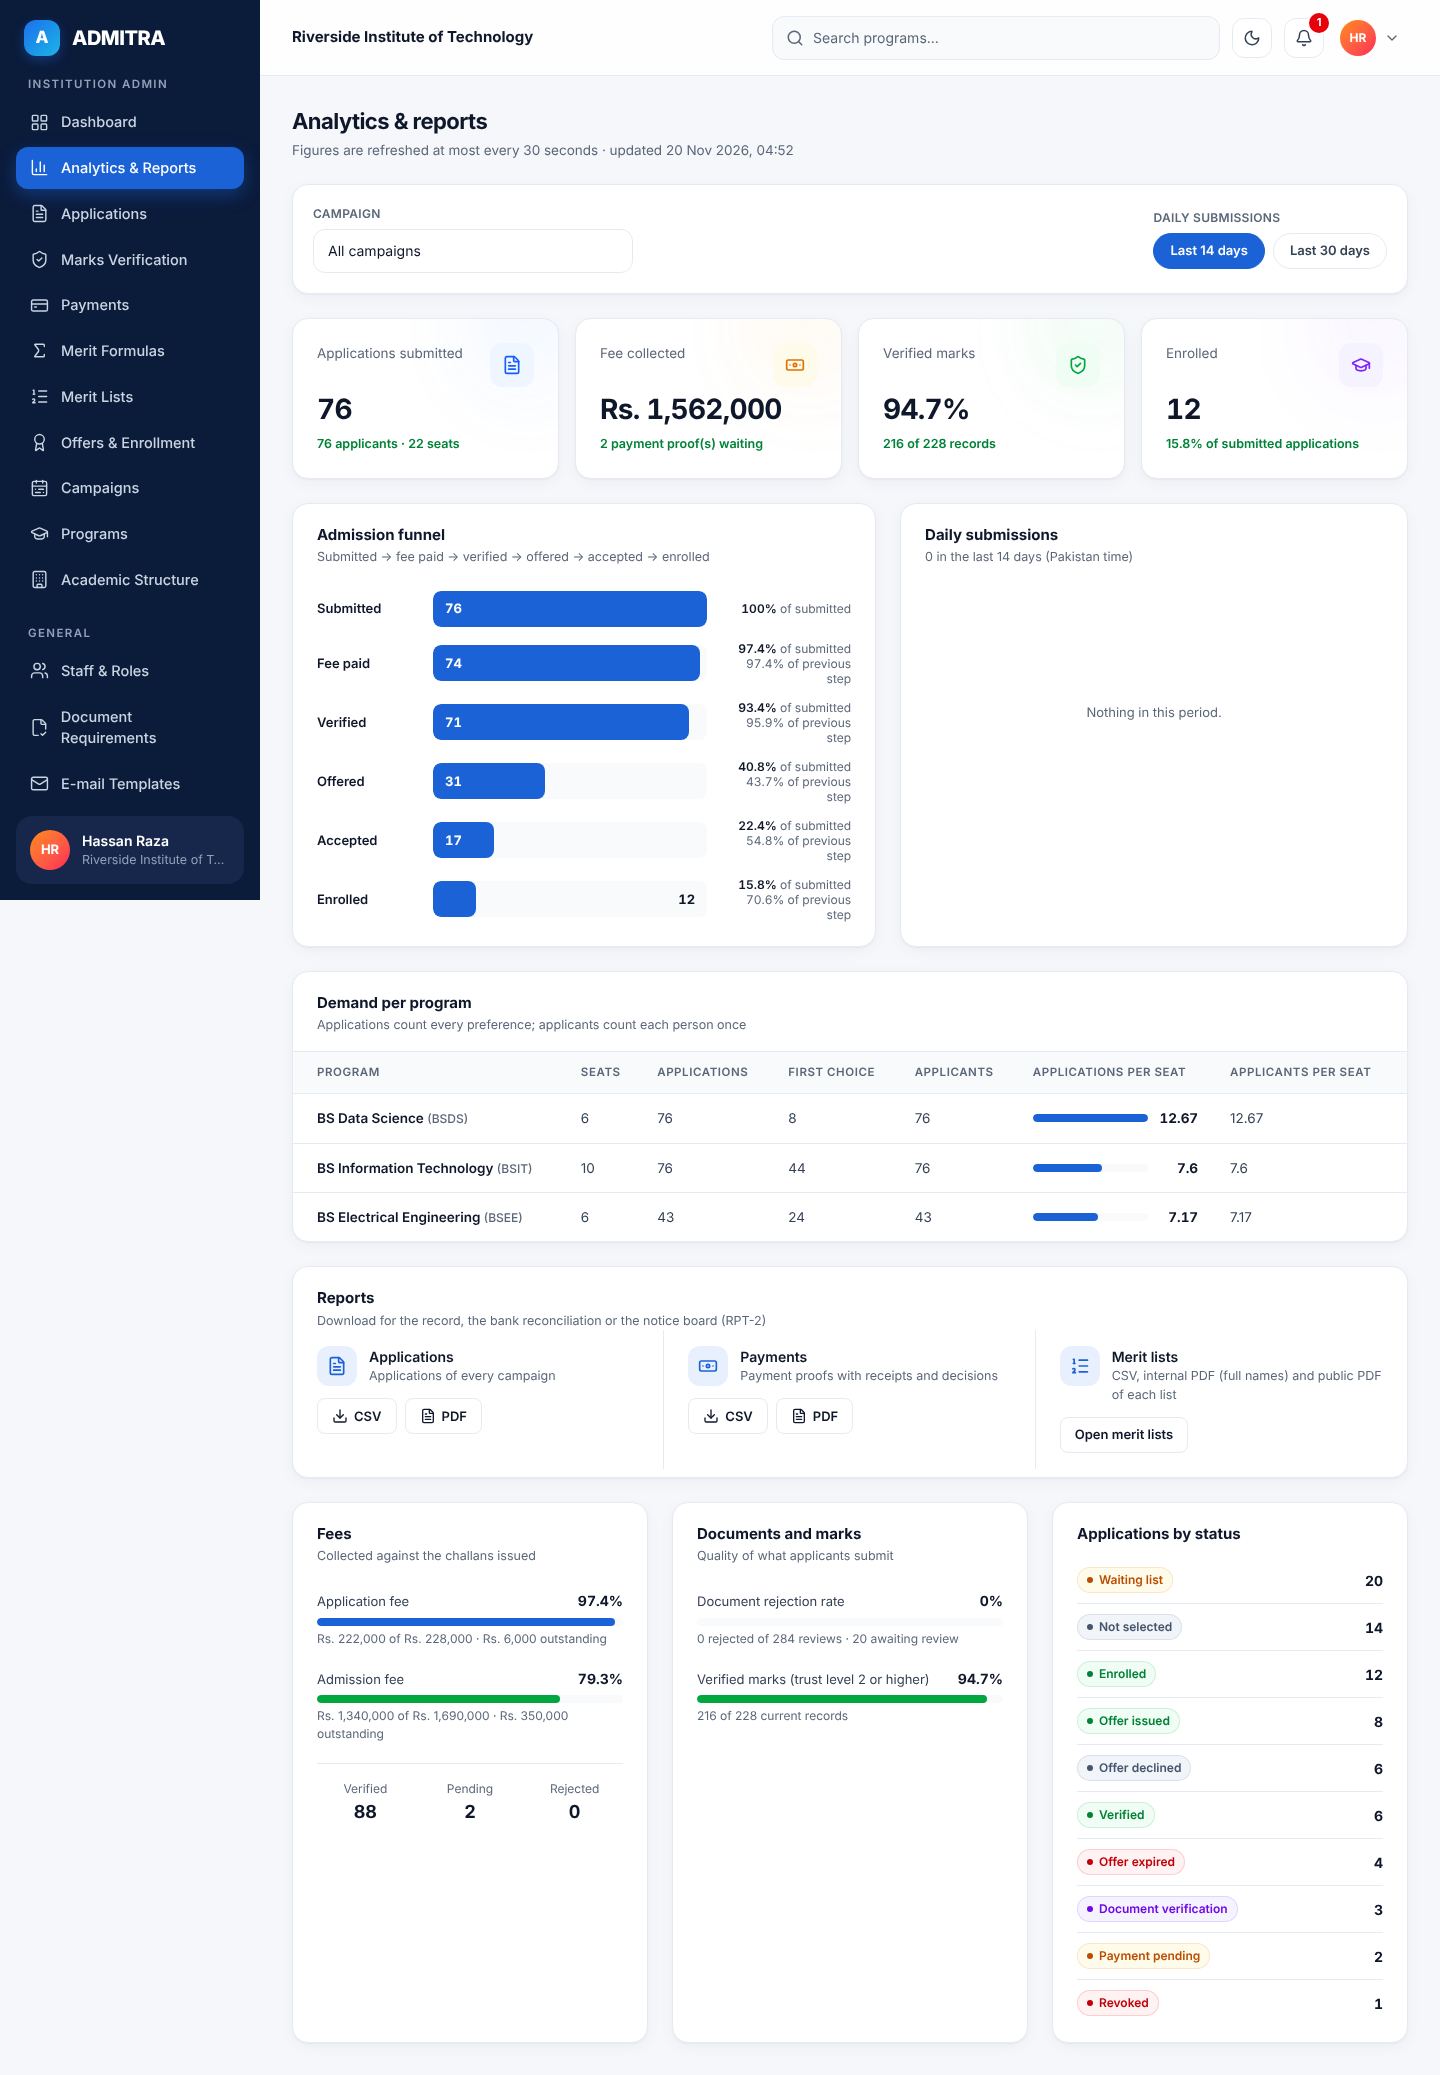 A ADMITRA
INSTITUTION ADMIN
Dashboard
Analytics & Reports
Applications
Marks Verification
Payments
Merit Formulas
Merit Lists
Offers & Enrollment
Campaigns
Programs
Academic Structure
GENERAL
Staff & Roles
Document
Requirements
E-mail Templates
HR
Hassan Raza
Riverside Institute of T...
Riverside Institute of Technology
Search programs...
1
HR
Analytics & reports
Figures are refreshed at most every 30 seconds · updated 20 Nov 2026, 04:52
CAMPAIGN
All campaigns
DAILY SUBMISSIONS
Last 14 days
Last 30 days
Applications submitted
76
76 applicants · 22 seats
Fee collected
Rs. 1,562,000
2 payment proof(s) waiting
Verified marks
94.7%
216 of 228 records
Enrolled
12
15.8% of submitted applications
Admission funnel
Submitted → fee paid → verified → offered → accepted → enrolled
Submitted 76 100% of submitted
Fee paid 74 97.4% of submitted
97.4% of previous
step
Verified 71 93.4% of submitted
95.9% of previous
step
Offered 31 40.8% of submitted
43.7% of previous
step
Accepted 17 22.4% of submitted
54.8% of previous
step
Enrolled 12 15.8% of submitted
70.6% of previous
step
Daily submissions
0 in the last 14 days (Pakistan time)
Nothing in this period.
Demand per program
Applications count every preference; applicants count each person once
PROGRAM SEATS APPLICATIONS FIRST CHOICE APPLICANTS APPLICATIONS PER SEAT APPLICANTS PER SEAT
BS Data Science (BSDS) 6 76 8 76 12.67 12.67
BS Information Technology (BSIT) 10 76 44 76 7.6 7.6
BS Electrical Engineering (BSEE) 6 43 24 43 7.17 7.17
Reports
Download for the record, the bank reconciliation or the notice board (RPT-2)
Applications
Applications of every campaign
CSV PDF
Payments
Payment proofs with receipts and decisions
CSV PDF
Merit lists
CSV, internal PDF (full names) and public PDF
of each list
Open merit lists
Fees
Collected against the challans issued
Application fee 97.4%
Rs. 222,000 of Rs. 228,000 · Rs. 6,000 outstanding
Admission fee 79.3%
Rs. 1,340,000 of Rs. 1,690,000 · Rs. 350,000
outstanding
Verified Pending Rejected
88 2 0
Documents and marks
Quality of what applicants submit
Document rejection rate 0%
0 rejected of 284 reviews · 20 awaiting review
Verified marks (trust level 2 or higher) 94.7%
216 of 228 current records
Applications by status
Waiting list 20
Not selected 14
Enrolled 12
Offer issued 8
Offer declined 6
Verified 6
Offer expired 4
Document verification 3
Payment pending 2
Revoked 1